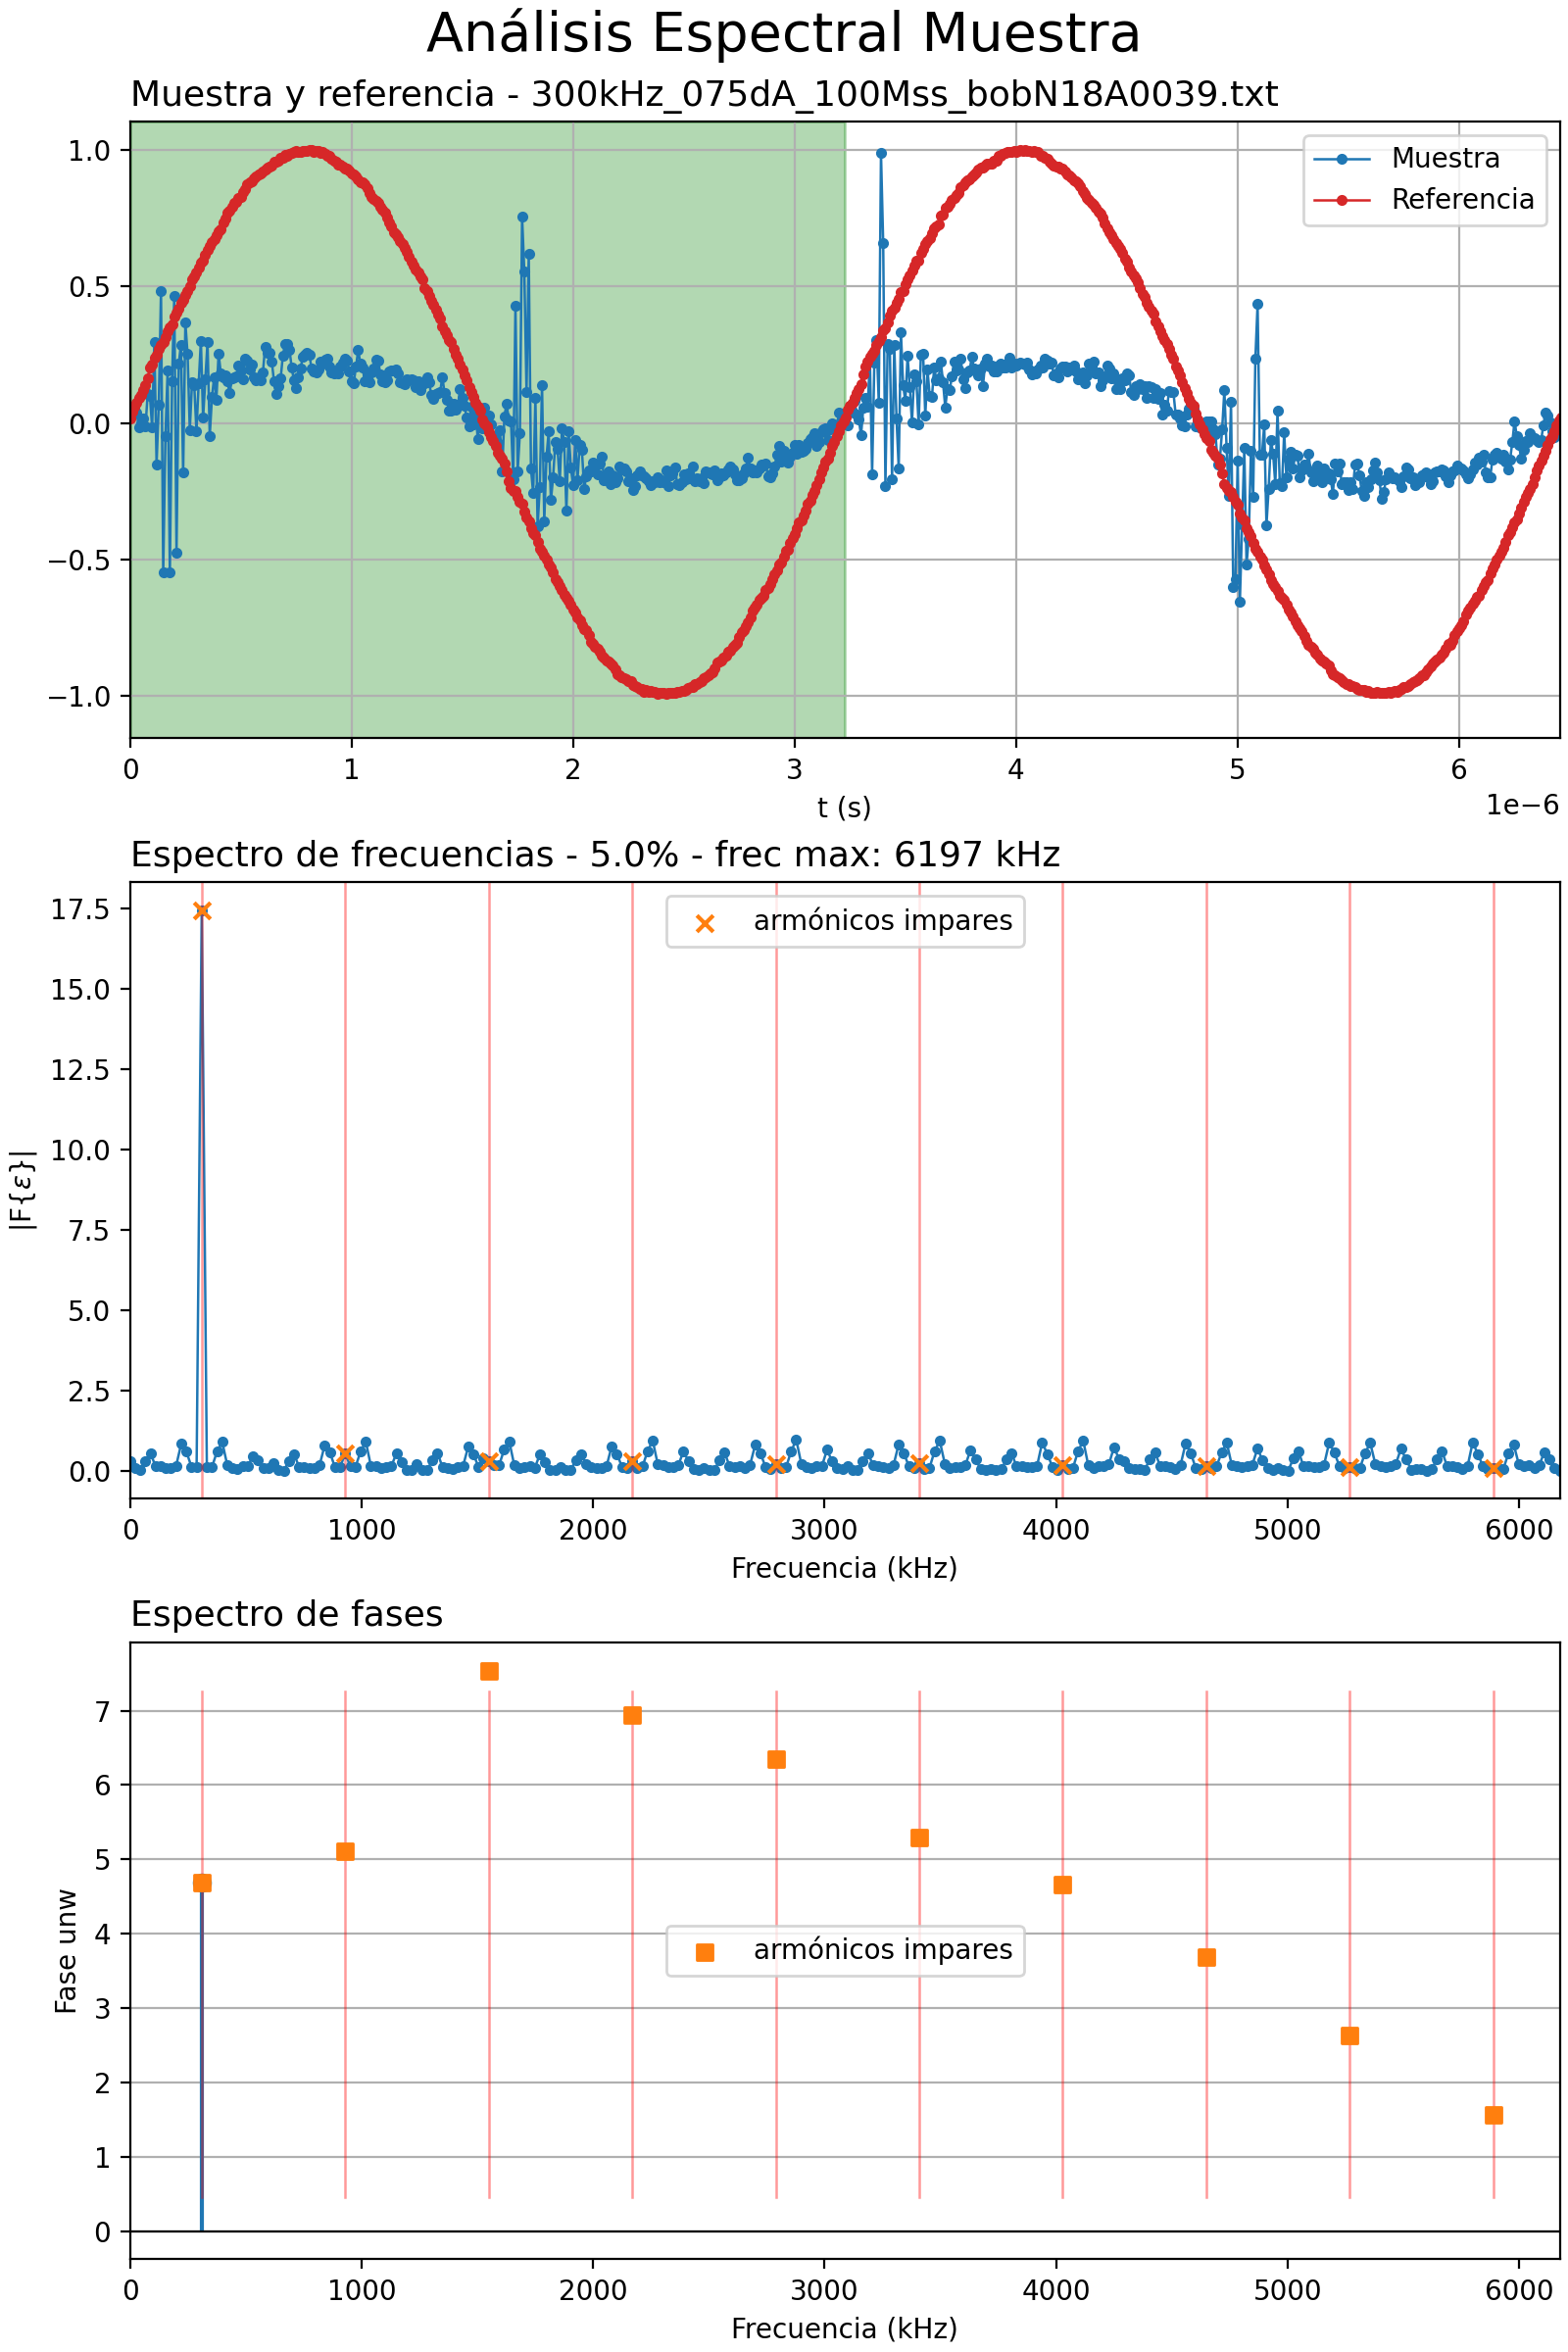 Análisis Espectral Muestra
Muestra y referencia - 300kHz_075dA_100Mss_bobN18A0039.txt
1.0
0.5
0.0
−0.5
−1.0
Muestra
Referencia
0 1 2 3 4 5 6
t (s)
1e−6
Espectro de frecuencias - 5.0% - frec max: 6197 kHz
17.5
15.0
12.5
10.0
7.5
5.0
2.5
0.0
|F{ε}|
armónicos impares
0 1000 2000 3000 4000 5000 6000
Frecuencia (kHz)
Espectro de fases
7
6
5
4
3
2
1
0
Fase unw
armónicos impares
0 1000 2000 3000 4000 5000 6000
Frecuencia (kHz)